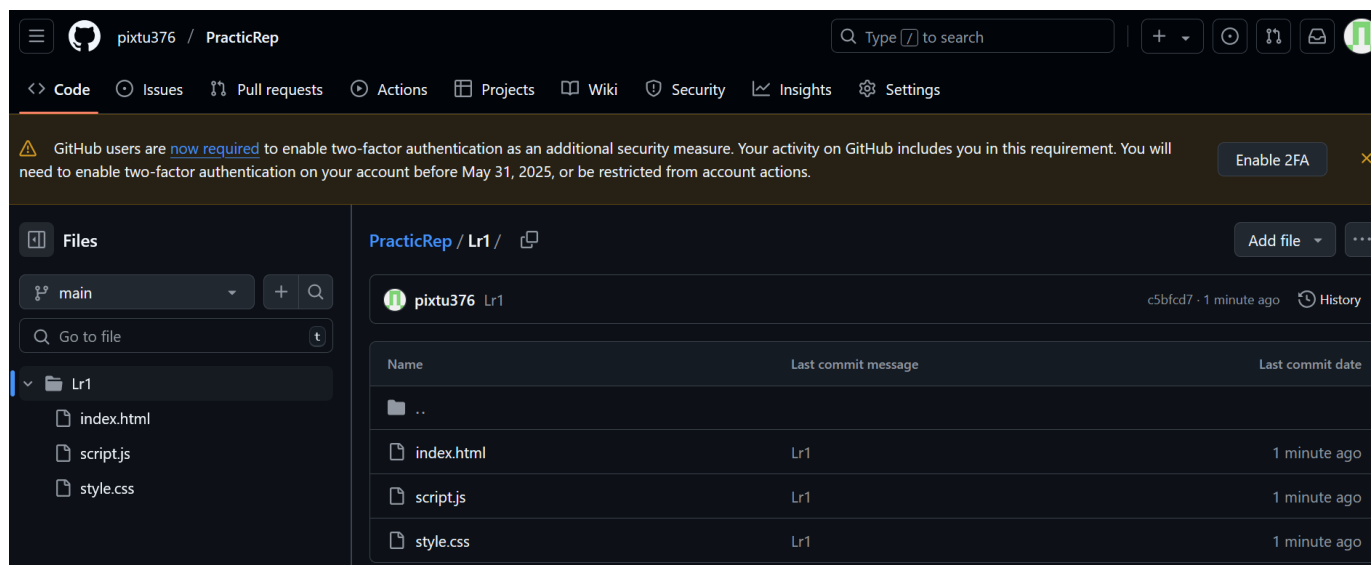 pixtu376 / PracticRep
Type / to search
Code Issues Pull requests Actions Projects Wiki Security Insights Settings
GitHub users are now required to enable two-factor authentication as an additional security measure. Your activity on GitHub includes you in this requirement. You will
need to enable two-factor authentication on your account before May 31, 2025, or be restricted from account actions.
Enable 2FA
Files
main
Go to file t
Lr1
index.html
script.js
style.css
PracticRep / Lr1 /
Add file
pixtu376 Lr1
c5bfcd7 · 1 minute ago History
Name Last commit message Last commit date
..
index.html Lr1 1 minute ago
script.js Lr1 1 minute ago
style.css Lr1 1 minute ago